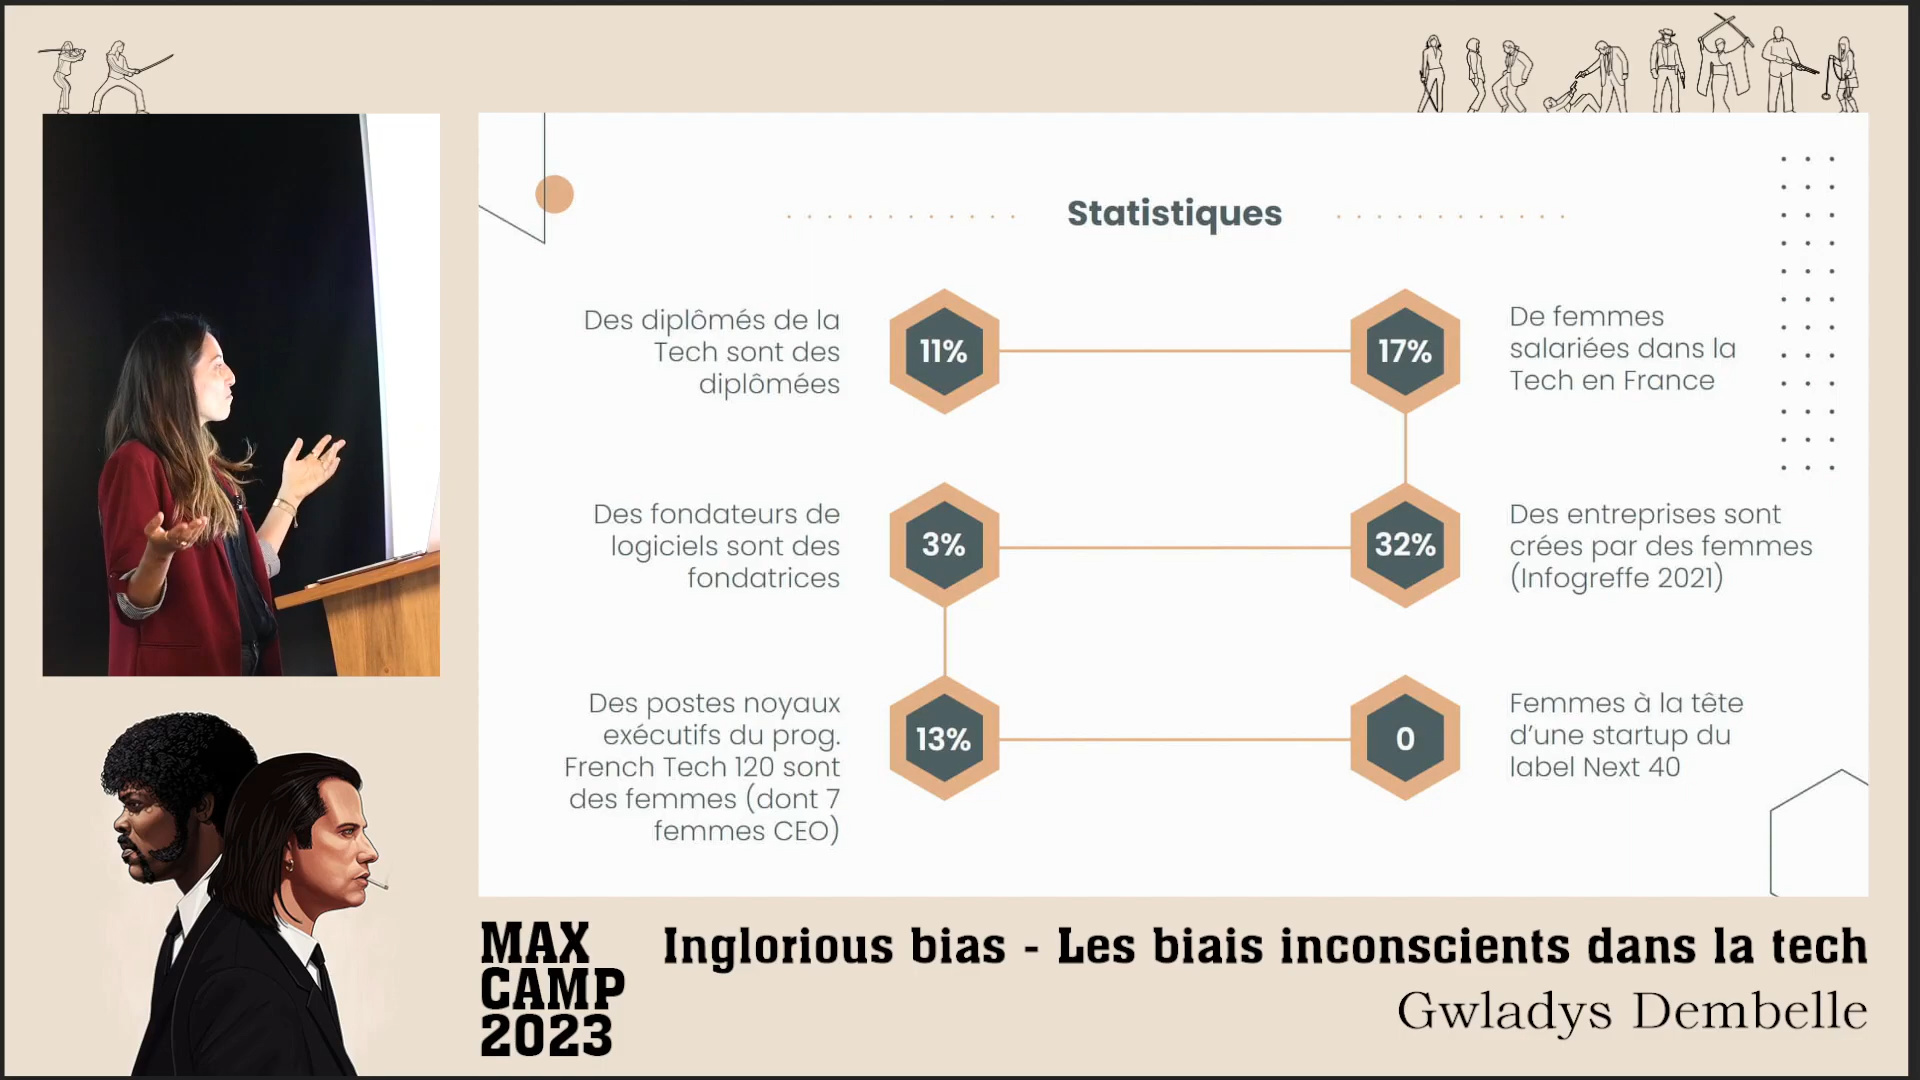 Statistiques
Des diplômés de la
Tech sont des
diplômées
11%
17%
De femmes
salariées dans la
Tech en France
Des fondateurs de
logiciels sont des
fondatrices
3%
32%
Des entreprises sont
crées par des femmes
(Infogreffe 2021)
Des postes noyaux
exécutifs du prog.
French Tech 120 sont
des femmes (dont 7
femmes CEO)
13%
0
Femmes à la tête
d'une startup du
label Next 40
MAX
CAMP
2023
Inglorious bias - Les biais inconscients dans la tech
Gwladys Dembelle